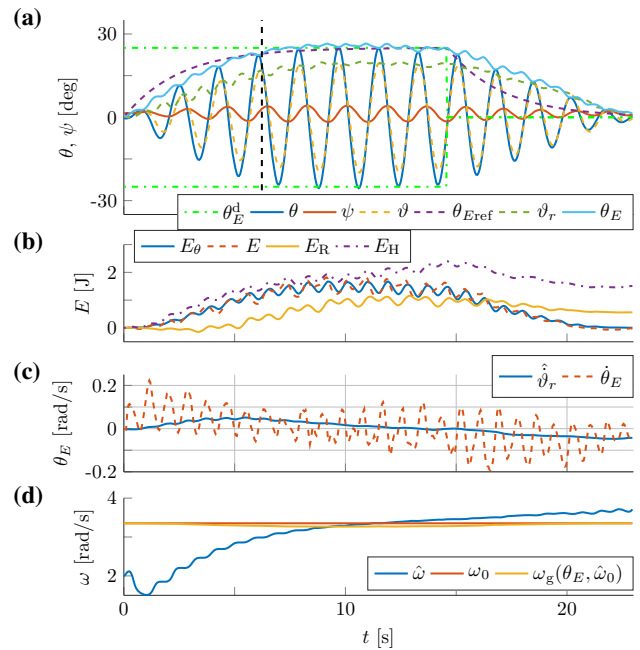 (a)
30
0
-30
θ, ψ [deg]
θ_E^d θ ψ ϑ θ_Eref ϑ_r θ_E
(b)
E_θ E E_R E_H
2
0
E [J]
(c)
0.2
0
-0.2
θ̇_E [rad/s]
ϑ̂̇_r θ̇_E
(d)
4
2
ω [rad/s]
ω̂ ω_0 ω_g(θ_E, ω̂_0)
0 10 20
t [s]